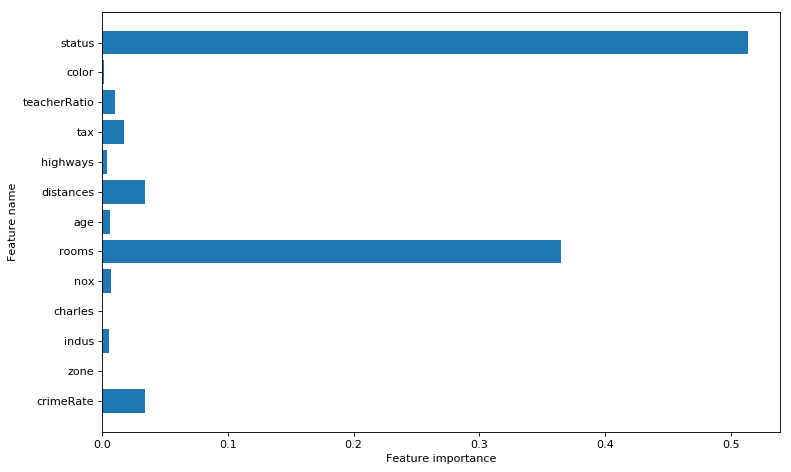 Feature name
status
color
teacherRatio
tax
highways
distances
age
rooms
nox
charles
indus
zone
crimeRate
0.0 0.1 0.2 0.3 0.4 0.5
Feature importance